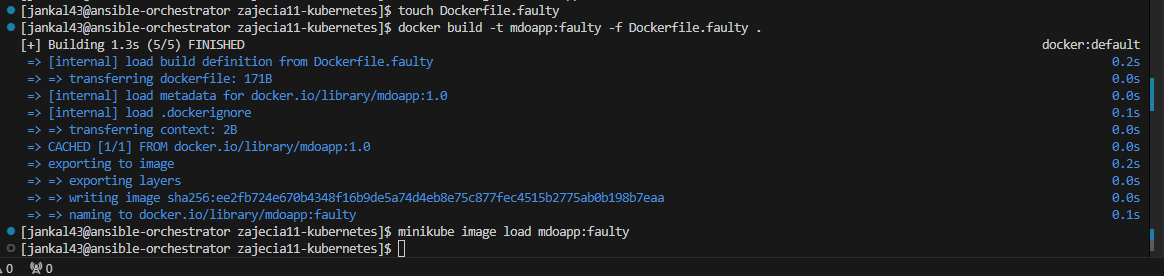 [jankal43@ansible-orchestrator zajecia11-kubernetes]$ touch Dockerfile.faulty
[jankal43@ansible-orchestrator zajecia11-kubernetes]$ docker build -t mdoapp:faulty -f Dockerfile.faulty .
[+] Building 1.3s (5/5) FINISHED docker:default
=> [internal] load build definition from Dockerfile.faulty 0.2s
=> => transferring dockerfile: 171B 0.0s
=> [internal] load metadata for docker.io/library/mdoapp:1.0 0.0s
=> [internal] load .dockerignore 0.1s
=> => transferring context: 2B 0.0s
=> CACHED [1/1] FROM docker.io/library/mdoapp:1.0 0.0s
=> exporting to image 0.2s
=> => exporting layers 0.0s
=> => writing image sha256:ee2fb724e670b4348f16b9de5a74d4eb8e75c877fec4515b2775ab0b198b7eaa 0.0s
=> => naming to docker.io/library/mdoapp:faulty 0.1s
[jankal43@ansible-orchestrator zajecia11-kubernetes]$ minikube image load mdoapp:faulty
[jankal43@ansible-orchestrator zajecia11-kubernetes]$
0 0